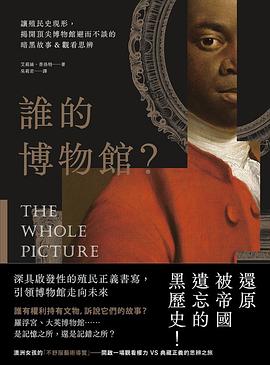 讓殖民史現形，
揭開頂尖博物館避而不談的
暗黑故事&觀看思辨
艾莉絲・普洛特—著
吳莉君—譯
誰的
博物館？
THE
WHOLE
PICTURE
深具啟發性的殖民正義書寫，
引領博物館走向未來
誰有權利持有文物，訴說它們的故事？
羅浮宮、大英博物館……
是記憶之所，還是記錯之所？
還原
被帝國
遺忘的
黑歷史！
澳洲女孩的「不舒服藝術導覽」——開啟一場觀看權力 VS 典藏正義的思辨之旅